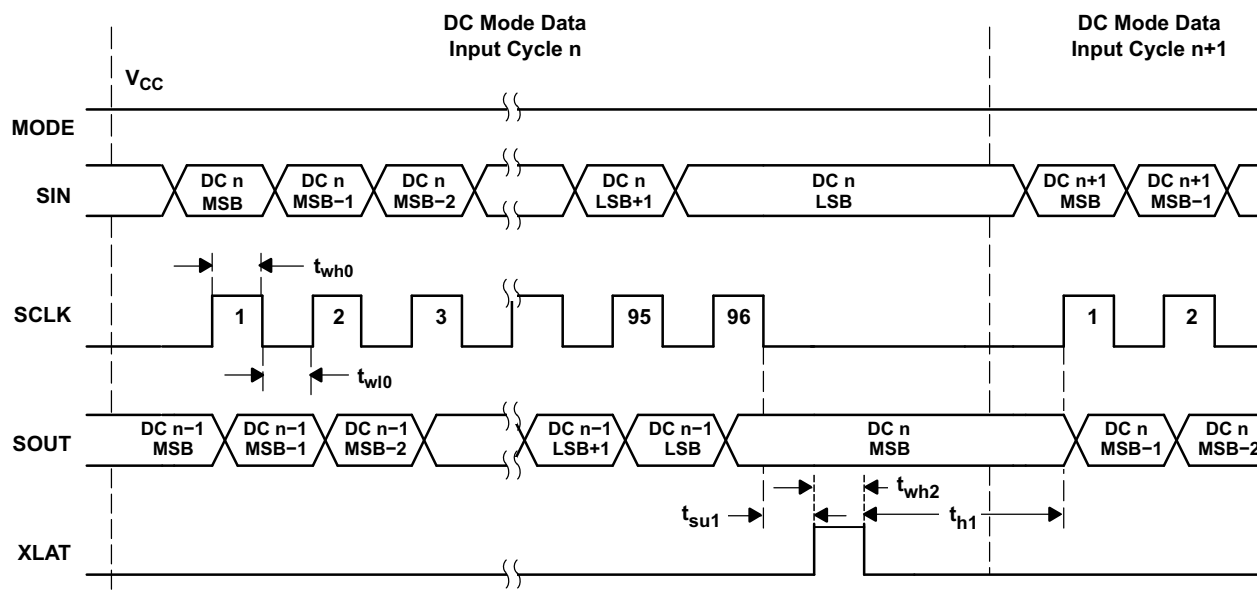 DC Mode Data
Input Cycle n
DC Mode Data
Input Cycle n+1
VCC
MODE
SIN
DC n
MSB
DC n
MSB−1
DC n
MSB−2
DC n
LSB+1
DC n
LSB
DC n+1
MSB
DC n+1
MSB−1
twh0
SCLK
1
2
3
95
96
1
2
twl0
SOUT
DC n−1
MSB
DC n−1
MSB−1
DC n−1
MSB−2
DC n−1
LSB+1
DC n−1
LSB
DC n
MSB
DC n
MSB−1
DC n
MSB−2
twh2
tsu1
th1
XLAT